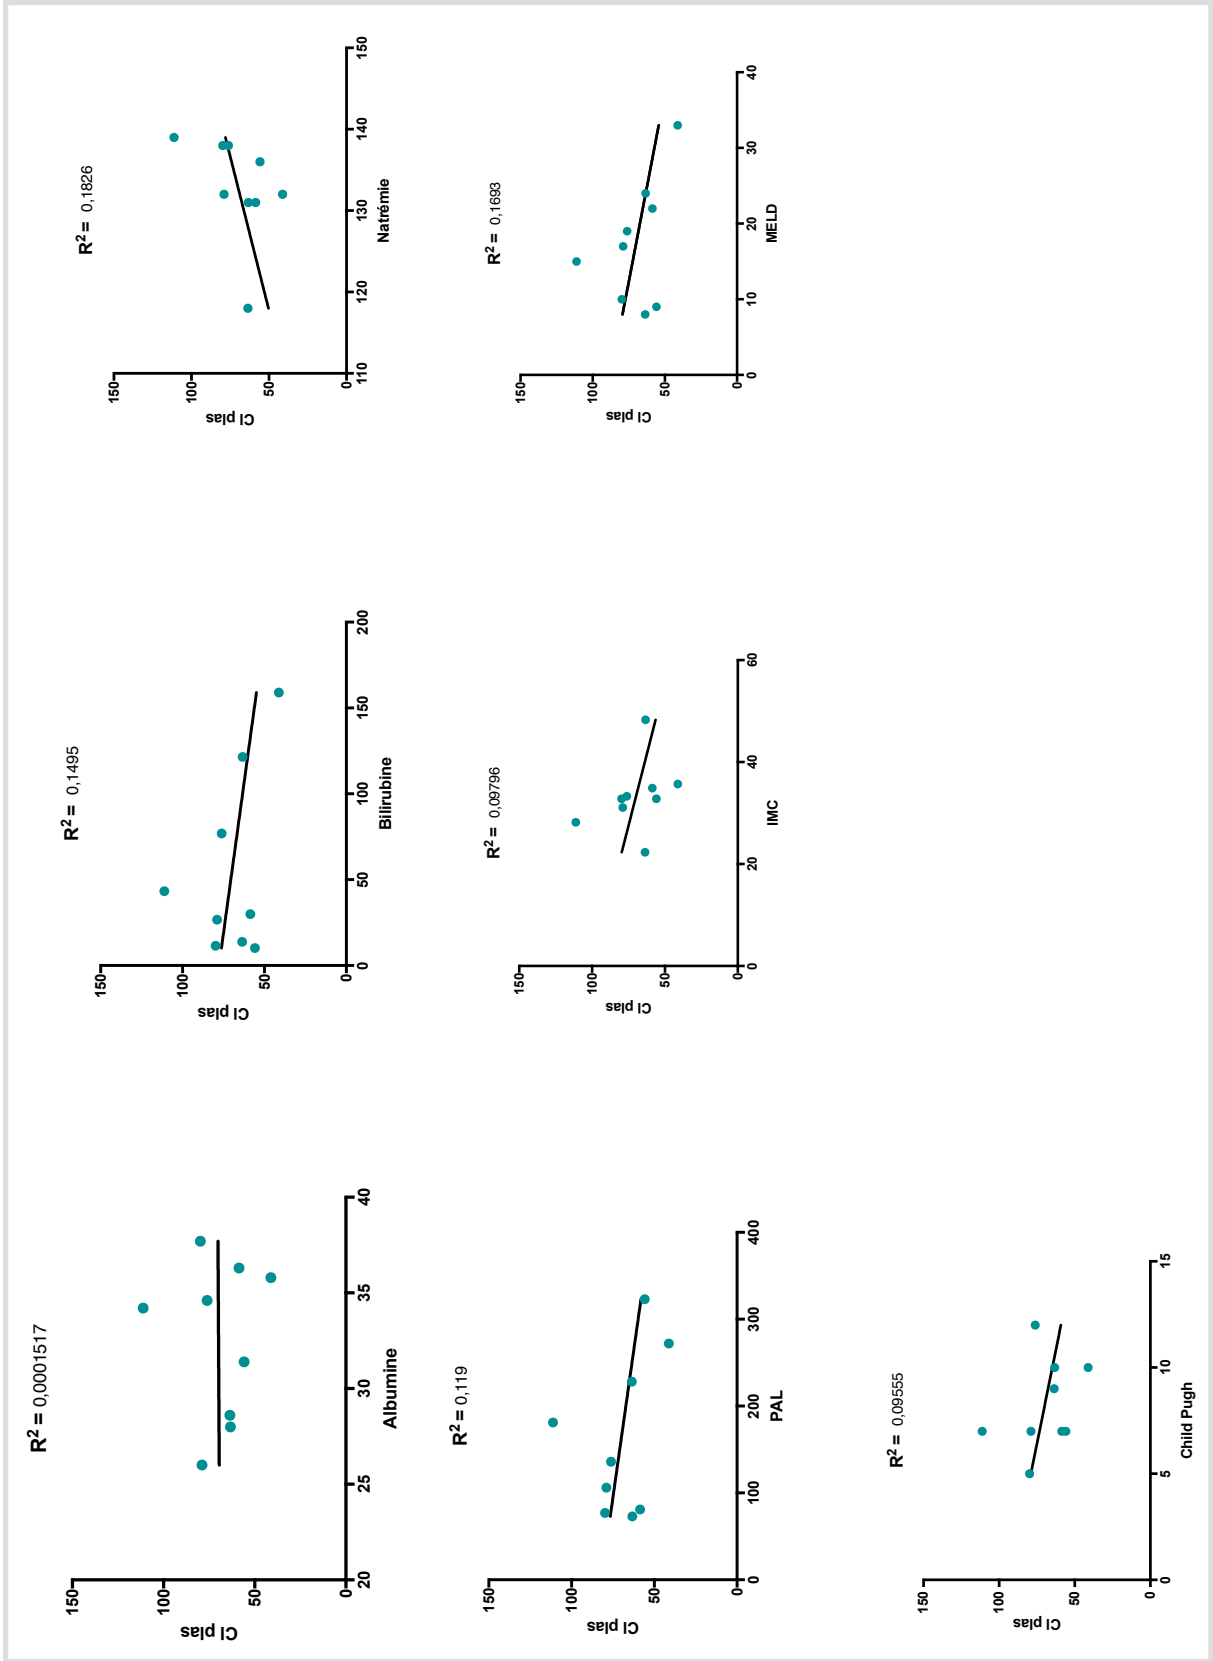 R² = 0,0001517
150
100
50
0
Cl plas
20
25
30
35
40
Albumine
R² = 0,1495
150
100
50
0
Cl plas
0
50
100
150
200
Bilirubine
R² = 0,1826
150
100
50
0
Cl plas
110
120
130
140
150
Natrémie
R² = 0,119
150
100
50
0
Cl plas
0
100
200
300
400
PAL
R² = 0,09796
150
100
50
0
Cl plas
0
20
40
60
IMC
R² = 0,1693
150
100
50
0
Cl plas
0
10
20
30
40
MELD
R² = 0,09555
150
100
50
0
Cl plas
0
5
10
15
Child Pugh